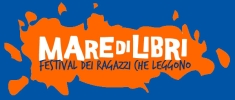 MARE DI LIBRI
FESTIVAL DEI RAGAZZI CHE LEGGONO